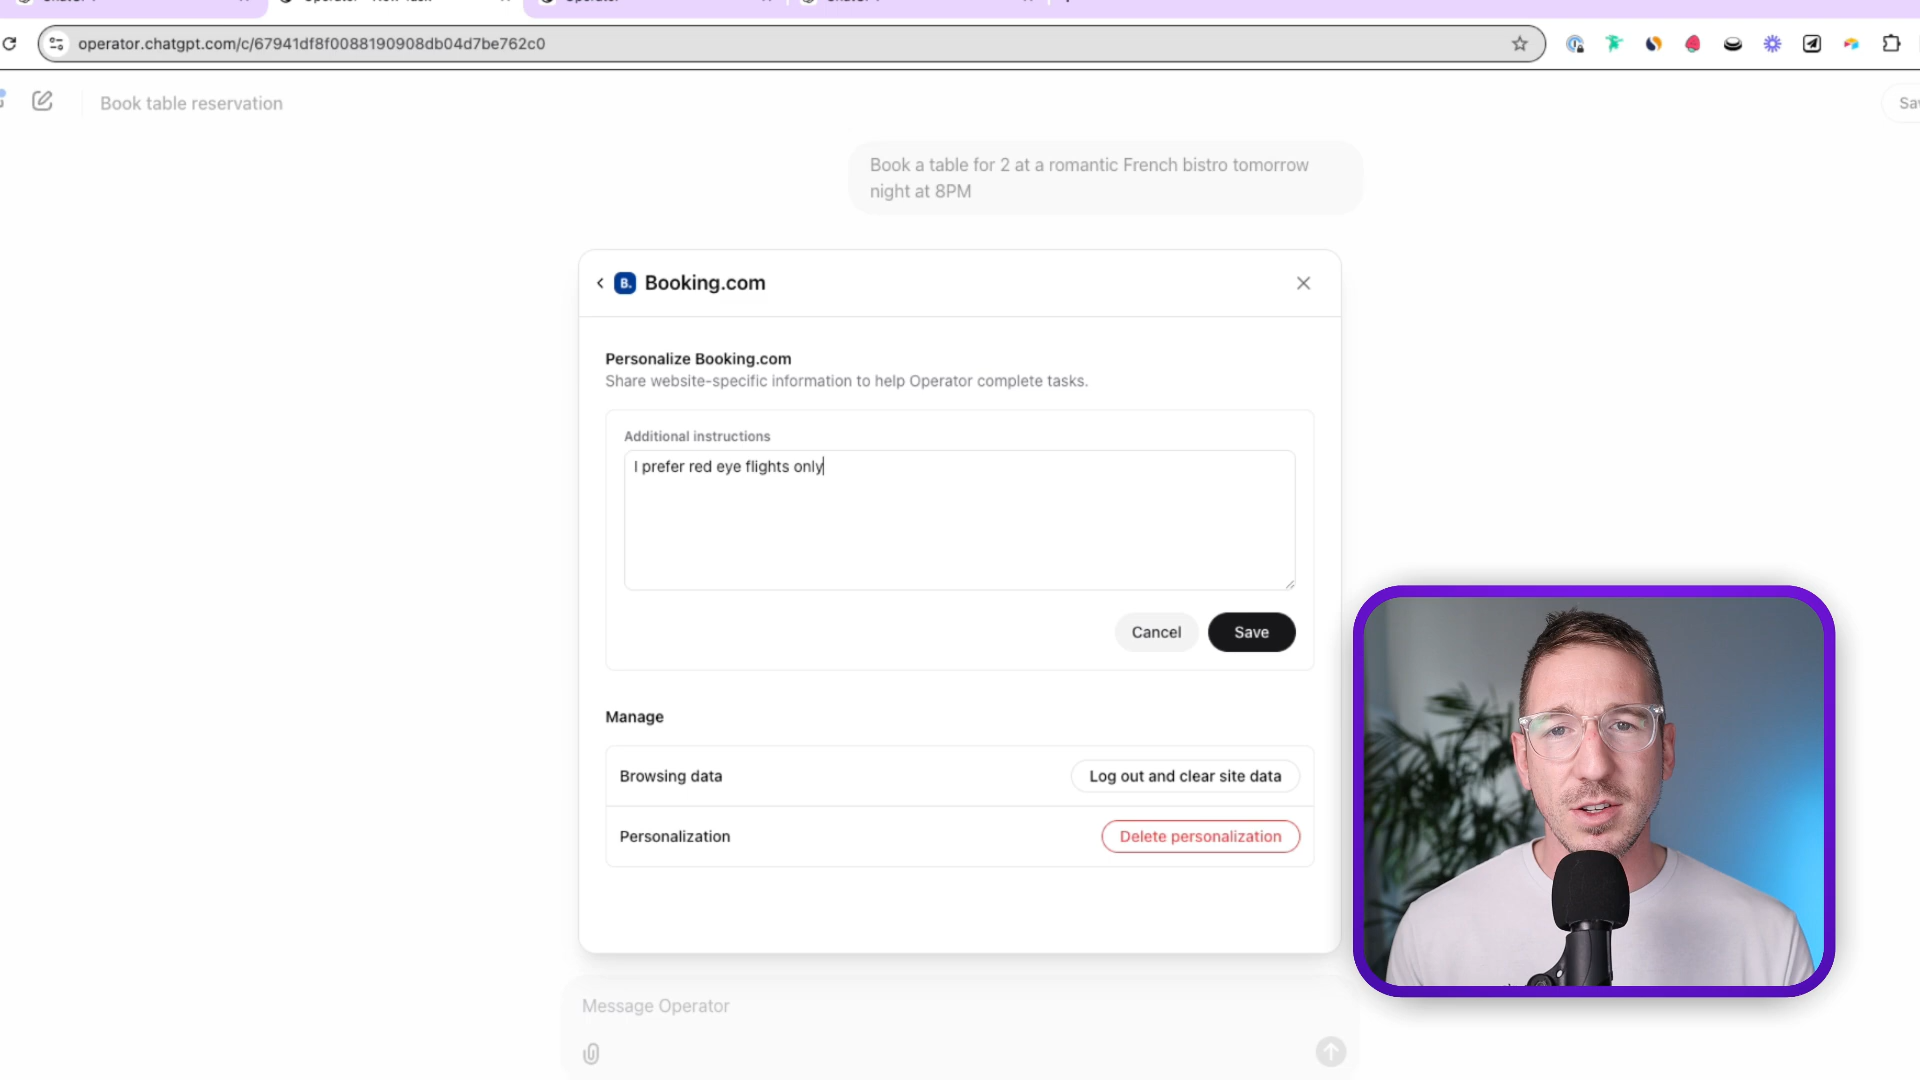 operator.chatgpt.com/c/67941df8f0088190908db04d7be762c0
Book table reservation
Book a table for 2 at a romantic French bistro tomorrow
night at 8PM
B. Booking.com
Personalize Booking.com
Share website-specific information to help Operator complete tasks.
Additional instructions
I prefer red eye flights only
Cancel
Save
Manage
Browsing data
Log out and clear site data
Personalization
Delete personalization
Message Operator